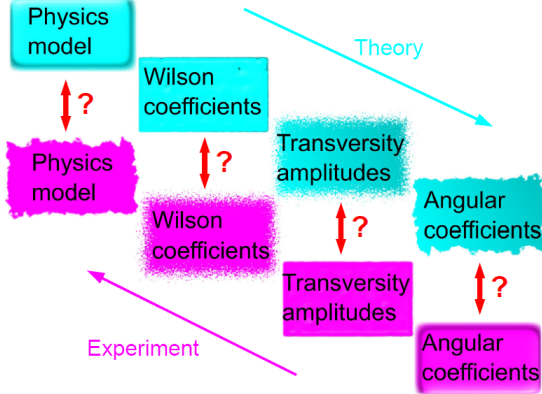 Physics
model
Theory
?
Wilson
coefficients
Physics
model
?
Transversity
amplitudes
Wilson
coefficients
?
Angular
coefficients
Transversity
amplitudes
?
Experiment
Angular
coefficients